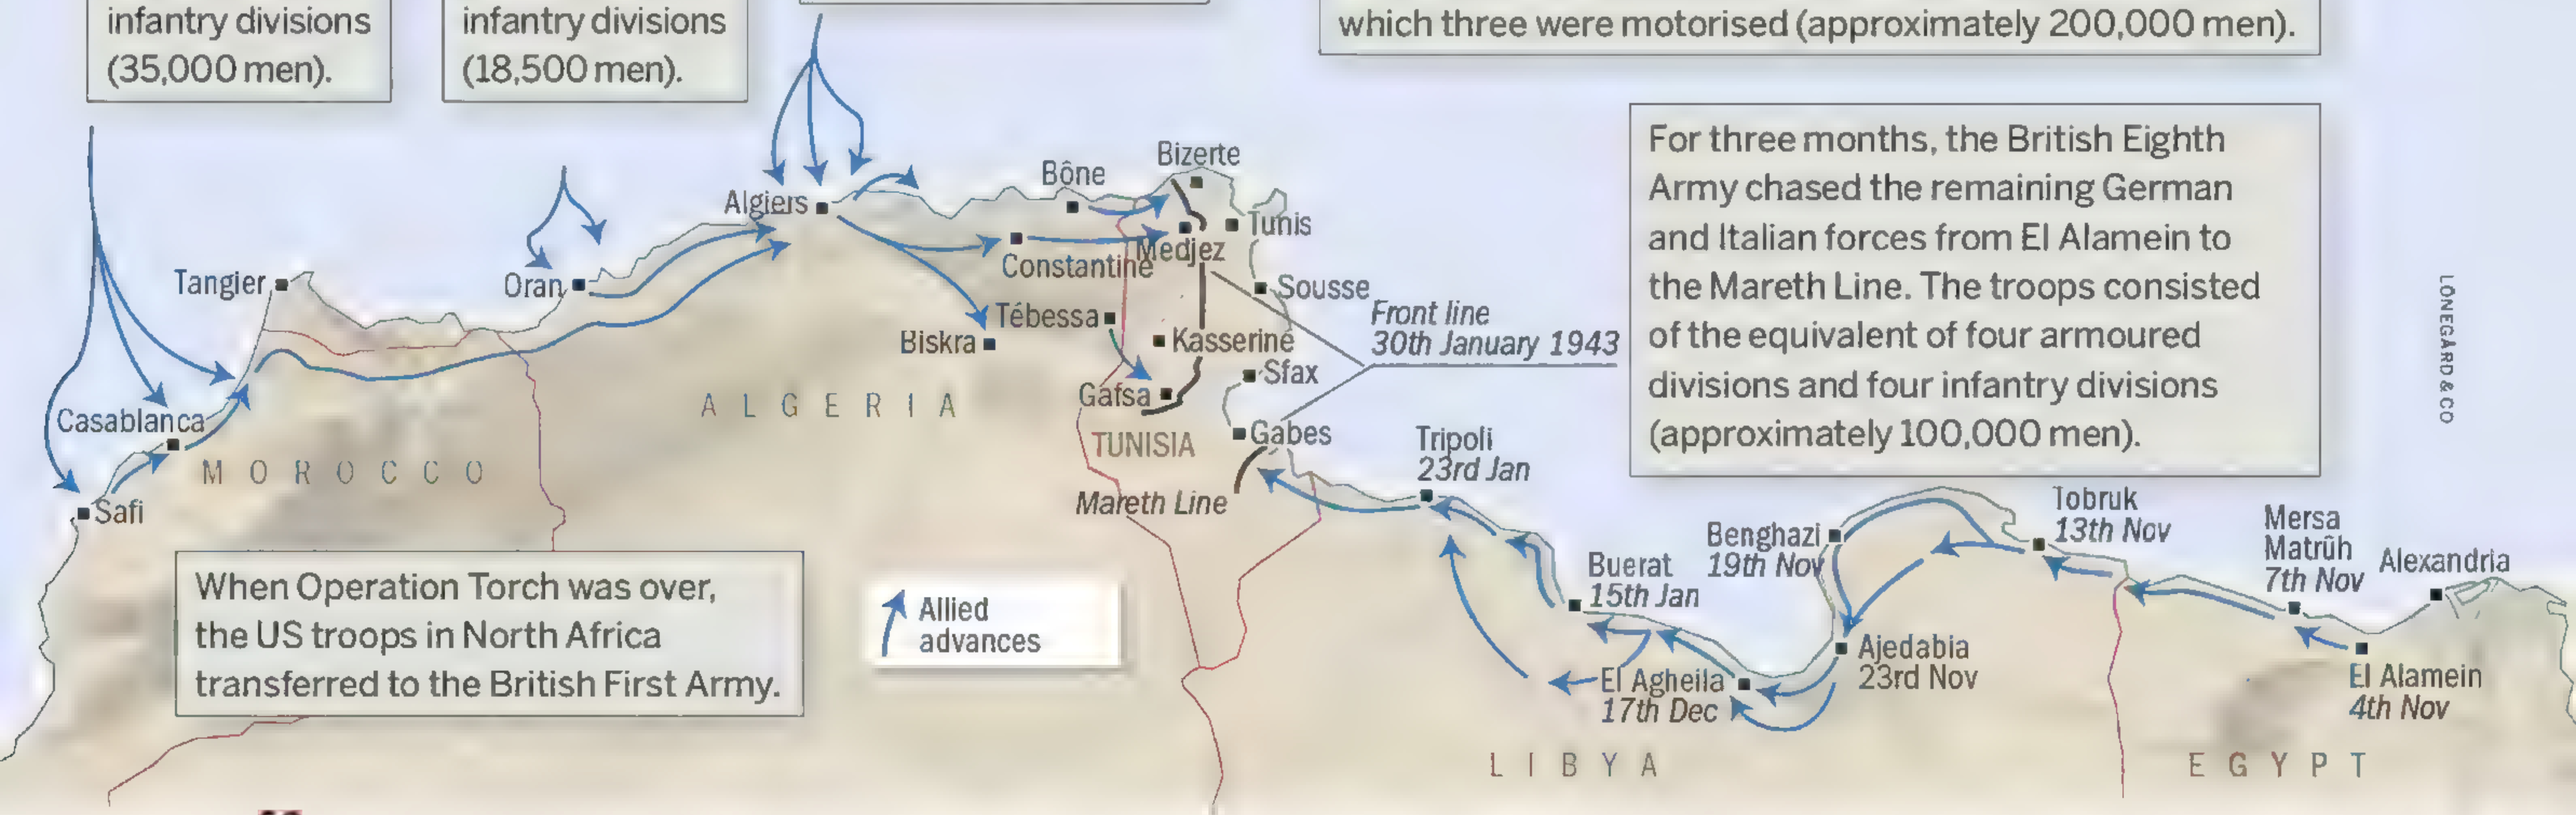 infantry divisions
(35,000 men).
infantry divisions
(18,500 men).
which three were motorised (approximately 200,000 men).
For three months, the British Eighth
Army chased the remaining German
and Italian forces from El Alamein to
the Mareth Line. The troops consisted
of the equivalent of four armoured
divisions and four infantry divisions
(approximately 100,000 men).
LÖNEGÅRD & CO
Bizerte
Bône
Algiers
Tunis
Medjez
Constantine
Tangier
Oran
Sousse
Tébessa
Front line
30th January 1943
Biskra
Kasserine
Sfax
Gafsa
ALGERIA
Casablanca
Gabes
TUNISIA
Tripoli
23rd Jan
MOROCCO
Mareth Line
Safi
Tobruk
13th Nov
Mersa
Matrûh
7th Nov
Alexandria
Benghazi
19th Nov
Buerat
15th Jan
When Operation Torch was over,
the US troops in North Africa
transferred to the British First Army.
Allied
advances
Ajedabia
23rd Nov
El Agheila
17th Dec
El Alamein
4th Nov
LIBYA
EGYPT